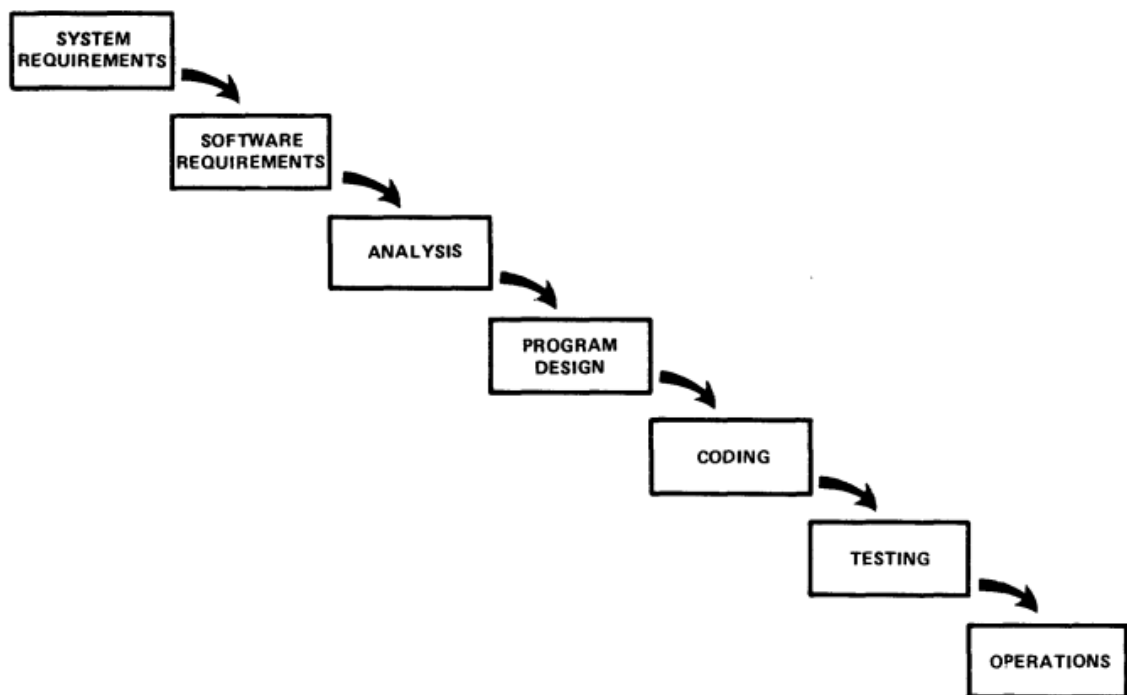 SYSTEM
REQUIREMENTS
SOFTWARE
REQUIREMENTS
ANALYSIS
PROGRAM
DESIGN
CODING
TESTING
OPERATIONS